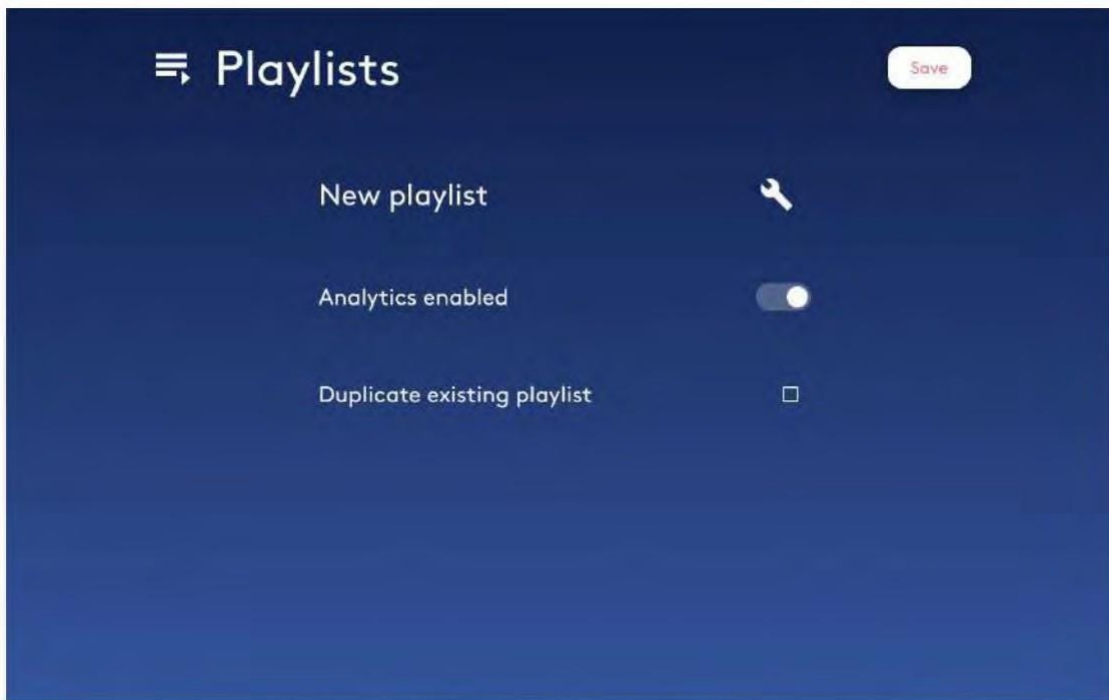 Playlists
Save
New playlist
Analytics enabled
Duplicate existing playlist